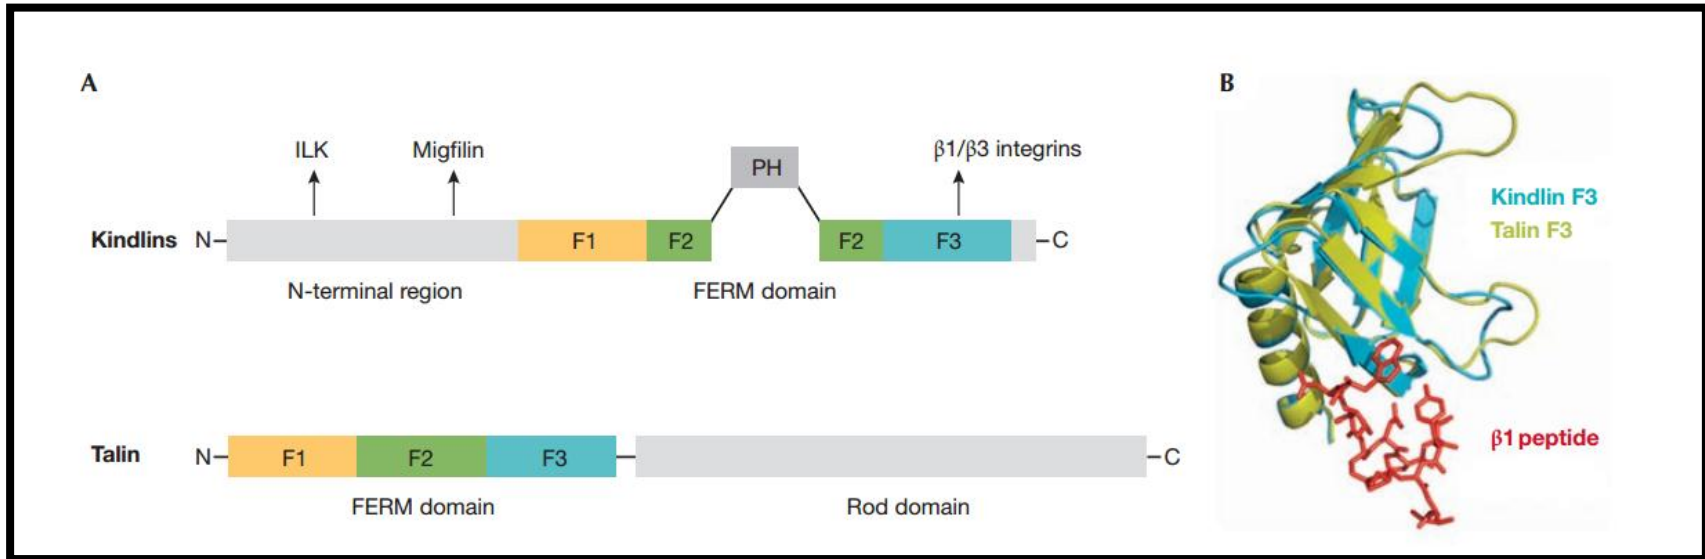 A
ILK
Migfilin
PH
β1/β3 integrins
Kindlins N
F1
F2
F2
F3
C
N-terminal region
FERM domain
Talin
N
F1
F2
F3
C
FERM domain
Rod domain
B
Kindlin F3
Talin F3
β1 peptide